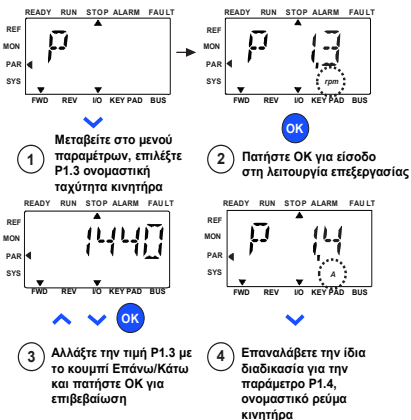 READY RUN STOP ALARM FAULT
REF
MON
PAR
SYS
P
FWD REV I/O KEYPAD BUS
READY RUN STOP ALARM FAULT
REF
MON
PAR
SYS
P 1.3
rpm
FWD REV I/O KEYPAD BUS
1
Μεταβείτε στο μενού
παραμέτρων, επιλέξτε
P1.3 ονομαστική
ταχύτητα κινητήρα
OK
2
Πατήστε OK για είσοδο
στη λειτουργία επεξεργασίας
READY RUN STOP ALARM FAULT
REF
MON
PAR
SYS
1440
FWD REV I/O KEYPAD BUS
OK
READY RUN STOP ALARM FAULT
REF
MON
PAR
SYS
P 1.4
A
FWD REV I/O KEYPAD BUS
3
Αλλάξτε την τιμή P1.3 με
το κουμπί Επάνω/Κάτω
και πατήστε OK για
επιβεβαίωση
4
Επαναλάβετε την ίδια
διαδικασία για την
παράμετρο P1.4,
ονομαστικό ρεύμα
κινητήρα